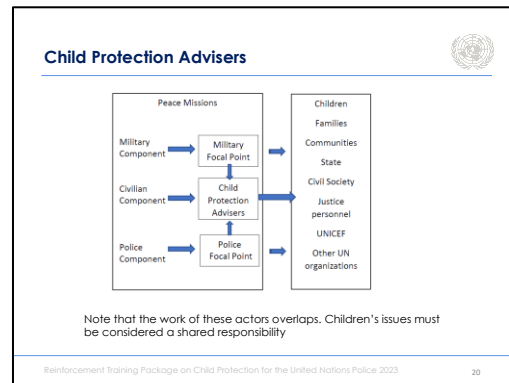 Child Protection Advisers
Peace Missions
Military
Component
Military
Focal Point
Civilian
Component
Child
Protection
Advisers
Police
Component
Police
Focal Point
Children
Families
Communities
State
Civil Society
Justice
personnel
UNICEF
Other UN
organizations
Note that the work of these actors overlaps. Children’s issues must
be considered a shared responsibility
Reinforcement Training Package on Child Protection for the United Nations Police 2023
20